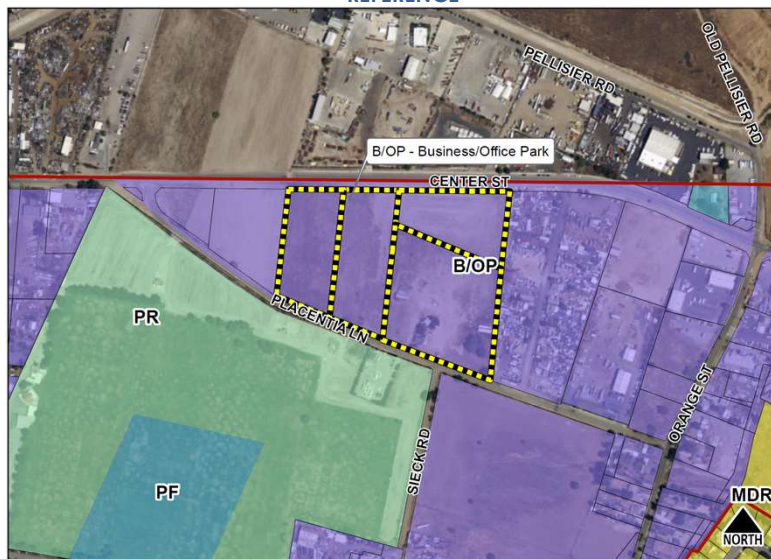 REFERENCE
OLD PELLISIER RD
PELLISIER RD
B/OP - Business/Office Park
CENTER ST
B/OP
PLACENTIA LN
PR
ORANGE ST
SIECK RD
PF
MDR
NORTH